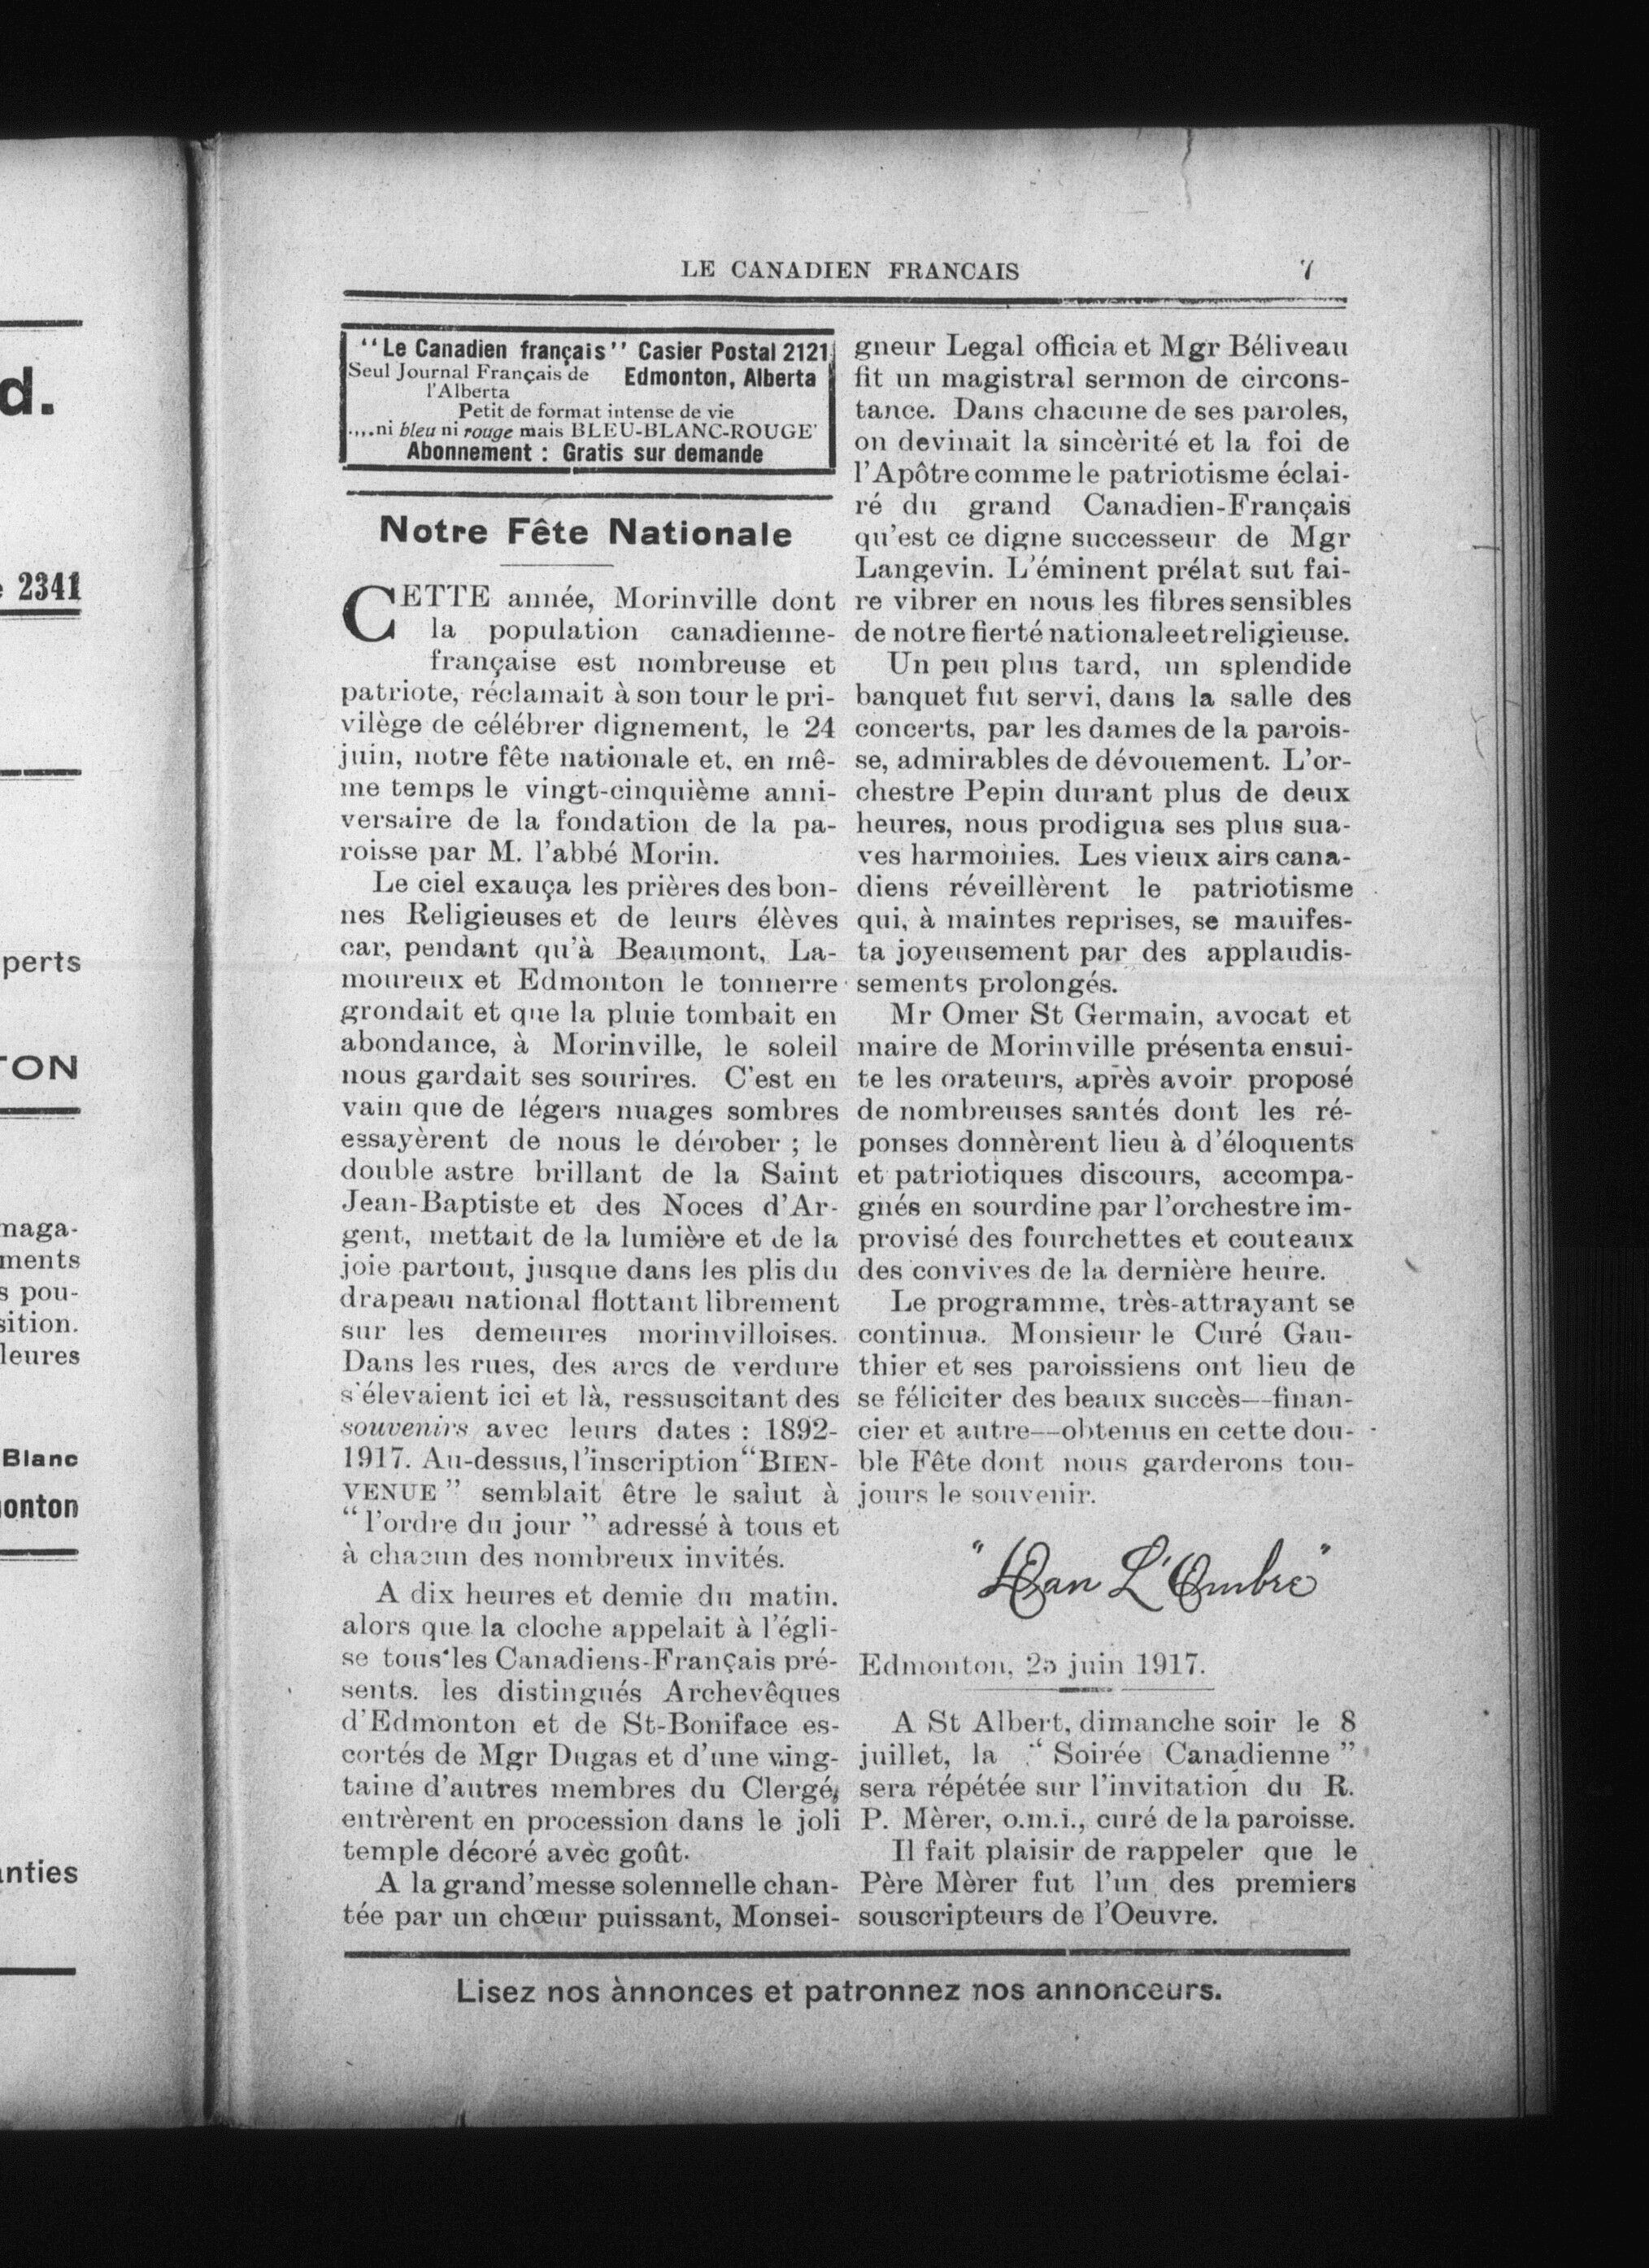 d.
2341
perts
TON
maga-
ments
s pou-
sition.
leures
Blanc
onton
anties
LE CANADIEN FRANCAIS 7
"Le Canadien français" Casier Postal 2121
Seul Journal Français de Edmonton, Alberta
l'Alberta
Petit de format intense de vie
....ni bleu ni rouge mais BLEU-BLANC-ROUGE
Abonnement : Gratis sur demande
Notre Fête Nationale
CETTE année, Morinville dont
la population canadienne-
française est nombreuse et
patriote, réclamait à son tour le pri-
vilège de célébrer dignement, le 24
juin, notre fête nationale et, en mê-
me temps le vingt-cinquième anni-
versaire de la fondation de la pa-
roisse par M. l'abbé Morin.
Le ciel exauça les prières des bon-
nes Religieuses et de leurs élèves
car, pendant qu'à Beaumont, La-
moureux et Edmonton le tonnerre
grondait et que la pluie tombait en
abondance, à Morinville, le soleil
nous gardait ses sourires. C'est en
vain que de légers nuages sombres
essayèrent de nous le dérober ; le
double astre brillant de la Saint
Jean-Baptiste et des Noces d'Ar-
gent, mettait de la lumière et de la
joie partout, jusque dans les plis du
drapeau national flottant librement
sur les demeures morinvilloises.
Dans les rues, des arcs de verdure
s'élevaient ici et là, ressuscitant des
souvenirs avec leurs dates : 1892-
1917. Au-dessus, l'inscription "BIEN-
VENUE" semblait être le salut à
"l'ordre du jour" adressé à tous et
à chacun des nombreux invités.
A dix heures et demie du matin.
alors que la cloche appelait à l'égli-
se tous les Canadiens-Français pré-
sents. les distingués Archevêques
d'Edmonton et de St-Boniface es-
cortés de Mgr Dugas et d'une ving-
taine d'autres membres du Clergé,
entrèrent en procession dans le joli
temple décoré avèc goût.
A la grand'messe solennelle chan-
tée par un chœur puissant, Monsei-
gneur Legal officia et Mgr Béliveau
fit un magistral sermon de circons-
tance. Dans chacune de ses paroles,
on devinait la sincèrité et la foi de
l'Apôtre comme le patriotisme éclai-
ré du grand Canadien-Français
qu'est ce digne successeur de Mgr
Langevin. L'éminent prélat sut fai-
re vibrer en nous les fibres sensibles
de notre fierté nationale et religieuse.
Un peu plus tard, un splendide
banquet fut servi, dans la salle des
concerts, par les dames de la parois-
se, admirables de dévouement. L'or-
chestre Pepin durant plus de deux
heures, nous prodigua ses plus sua-
ves harmonies. Les vieux airs cana-
diens réveillèrent le patriotisme
qui, à maintes reprises, se mauifes-
ta joyeusement par des applaudis-
sements prolongés.
Mr Omer St Germain, avocat et
maire de Morinville présenta ensui-
te les orateurs, après avoir proposé
de nombreuses santés dont les ré-
ponses donnèrent lieu à d'éloquents
et patriotiques discours, accompa-
gnés en sourdine par l'orchestre im-
provisé des fourchettes et couteaux
des convives de la dernière heure.
Le programme, très-attrayant se
continua. Monsieur le Curé Gau-
thier et ses paroissiens ont lieu de
se féliciter des beaux succès--finan-
cier et autre--obtenus en cette dou-
ble Fête dont nous garderons tou-
jours le souvenir.
"Dan L'Ombre"
Edmonton, 25 juin 1917.
A St Albert, dimanche soir le 8
juillet, la "Soirée Canadienne"
sera répétée sur l'invitation du R.
P. Mèrer, o.m.i., curé de la paroisse.
Il fait plaisir de rappeler que le
Père Mèrer fut l'un des premiers
souscripteurs de l'Oeuvre.
Lisez nos ànnonces et patronnez nos annonceurs.